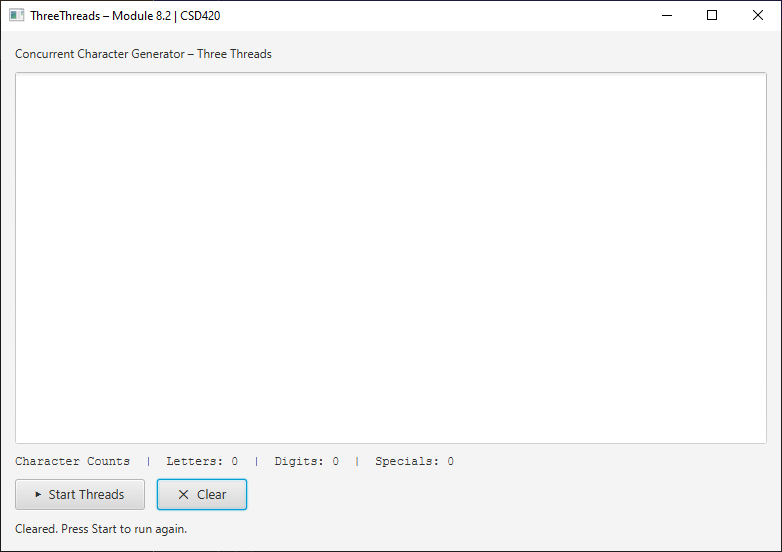 ThreeThreads – Module 8.2 | CSD420
Concurrent Character Generator – Three Threads
Character Counts | Letters: 0 | Digits: 0 | Specials: 0
Start Threads Clear
Cleared. Press Start to run again.